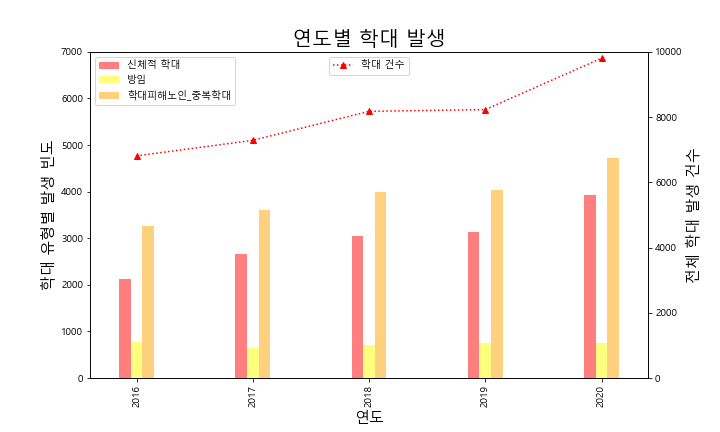 연도별 학대 발생
신체적 학대
방임
학대피해노인_중복학대
학대 건수
7000
6000
5000
4000
3000
2000
1000
0
10000
8000
6000
4000
2000
0
학대 유형별 발생 빈도
전체 학대 발생 건수
2016
2017
2018
2019
2020
연도